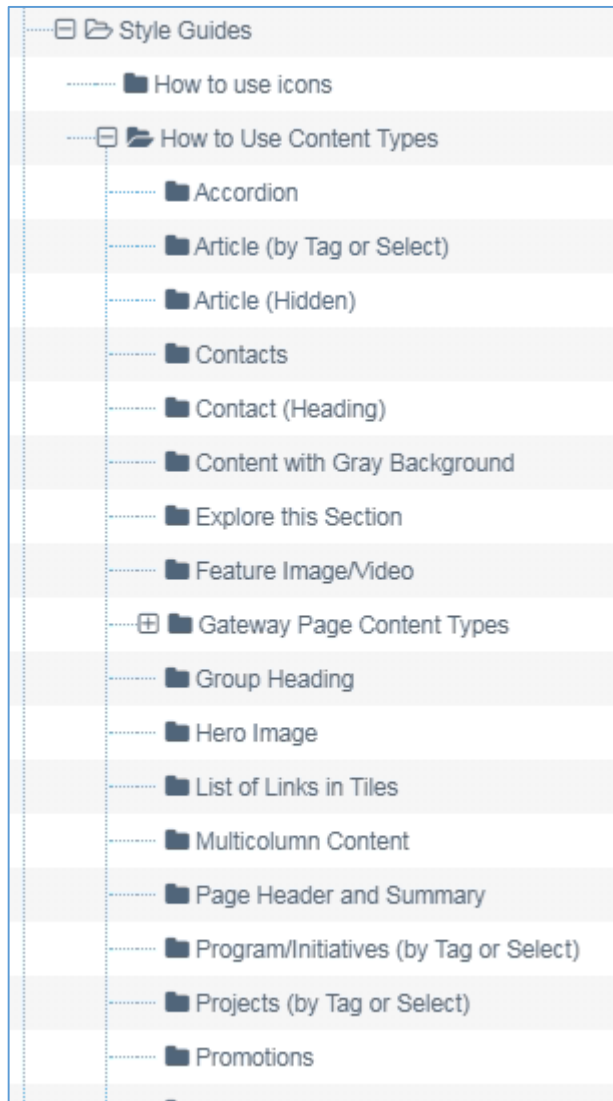 Style Guides
How to use icons
How to Use Content Types
Accordion
Article (by Tag or Select)
Article (Hidden)
Contacts
Contact (Heading)
Content with Gray Background
Explore this Section
Feature Image/Video
Gateway Page Content Types
Group Heading
Hero Image
List of Links in Tiles
Multicolumn Content
Page Header and Summary
Program/Initiatives (by Tag or Select)
Projects (by Tag or Select)
Promotions